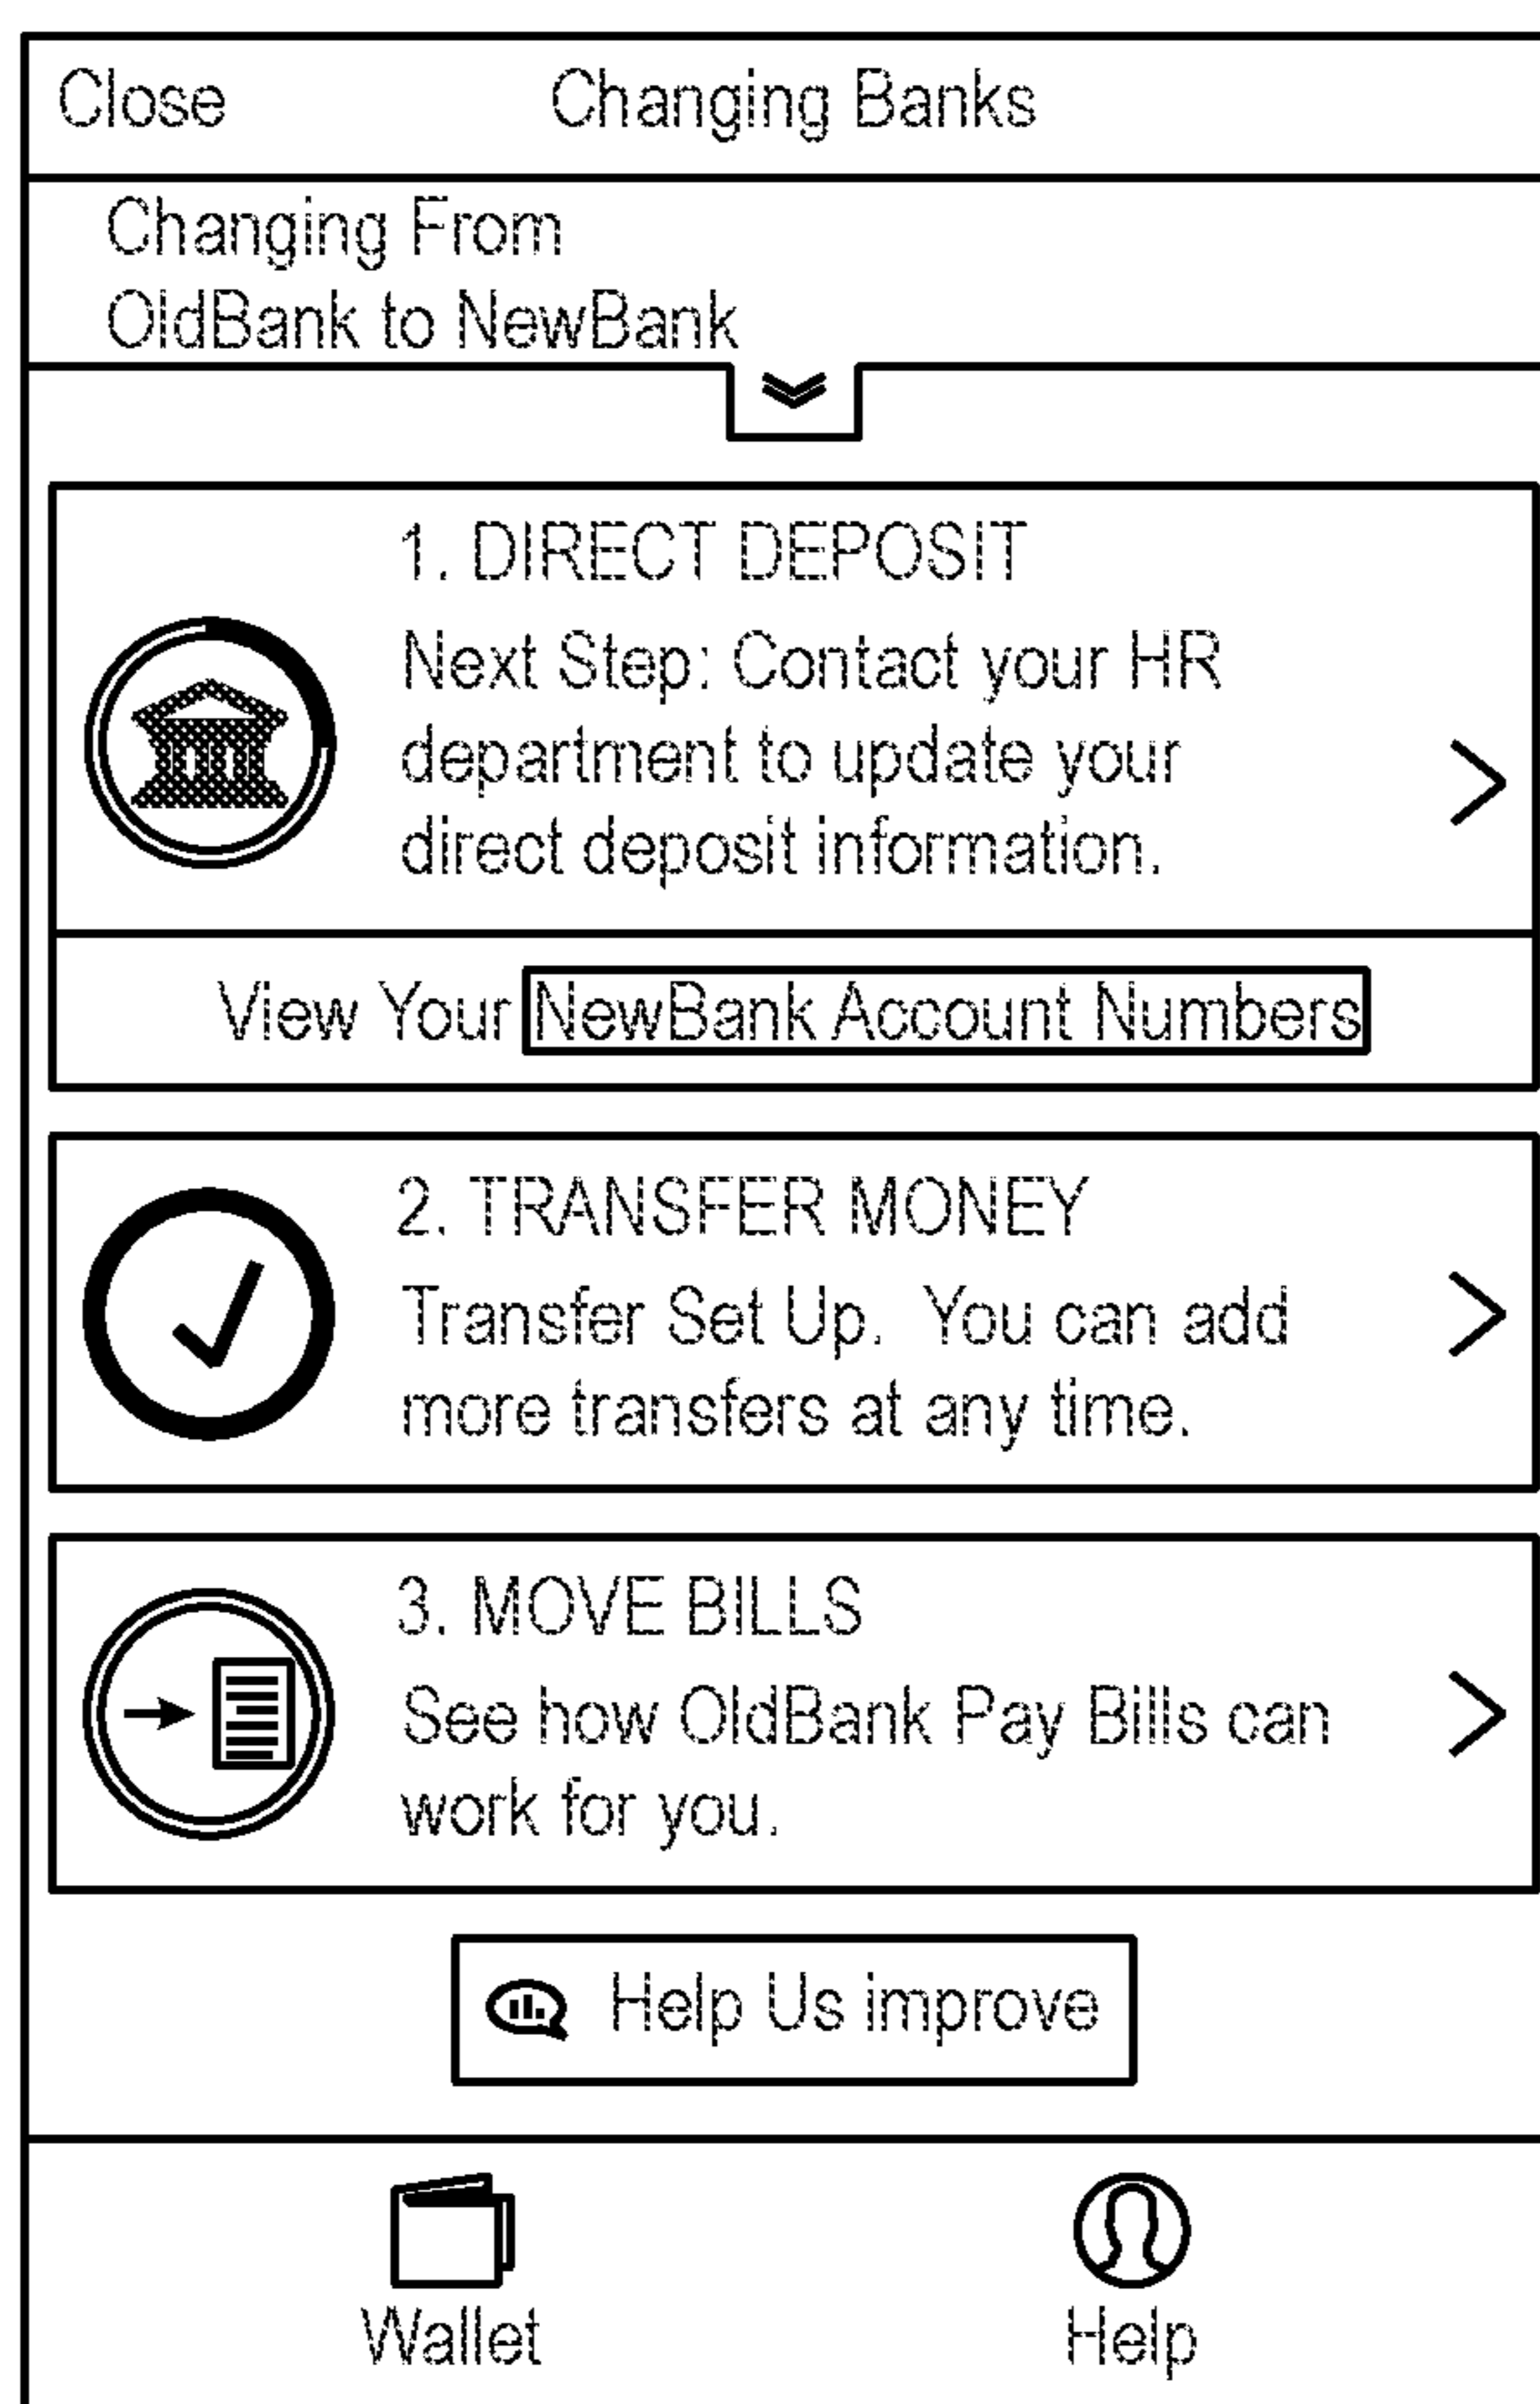 Close Changing Banks
Changing From
OldBank to NewBank
1. DIRECT DEPOSIT
Next Step: Contact your HR
department to update your
direct deposit information.
View Your NewBank Account Numbers
2. TRANSFER MONEY
Transfer Set Up. You can add
more transfers at any time.
3. MOVE BILLS
See how OldBank Pay Bills can
work for you.
Help Us improve
Wallet Help